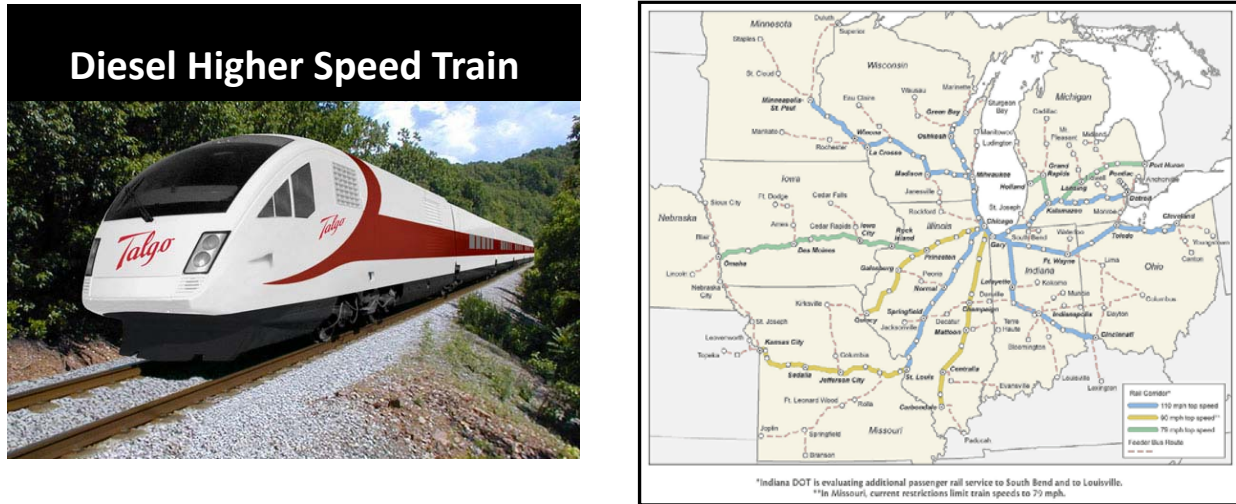 Diesel Higher Speed Train
Talgo
Talgo
Minnesota
Duluth
Superior
Staples
St. Cloud
Wisconsin
Minneapolis
St. Paul
Eau Claire
Wausau
Marinette
Green Bay
Sturgeon
Bay
Michigan
Cadillac
Mankato
Rochester
Winona
La Crosse
Oshkosh
Manitowoc
Ludington
Mt.
Pleasant
Midland
Madison
Milwaukee
Grand
Rapids
Holland
Lansing
Pontiac
Port Huron
Detroit
Iowa
Janesville
Rockford
St. Joseph
Kalamazoo
Monroe
Sioux City
Ft. Dodge
Cedar Falls
Illinois
Chicago
Cleveland
Nebraska
Blair
Ames
Cedar Rapids
Iowa
City
Rock
Island
Gary
South Bend
Waterloo
Toledo
Youngstown
Canton
Omaha
Des Moines
Princeton
Ft. Wayne
Lincoln
Galesburg
Peoria
Lafayette
Indiana
Lima
Ohio
Nebraska
City
Normal
Danville
Kokomo
Muncie
Columbus
Kirksville
Quincy
Springfield
Champaign
Indianapolis
Dayton
St. Joseph
Jacksonville
Decatur
Mattoon
Terre
Haute
Bloomington
Cincinnati
Leavenworth
Kansas City
Topeka
Columbia
Sedalia
Jefferson City
St. Louis
Centralia
Evansville
Louisville
Lexington
Ft. Leonard Wood
Rolla
Carbondale
Joplin
Springfield
Missouri
Branson
Paducah
Rail Corridor*
110 mph top speed
90 mph top speed**
79 mph top speed
Feeder Bus Route
*Indiana DOT is evaluating additional passenger rail service to South Bend and to Louisville.
**In Missouri, current restrictions limit train speeds to 79 mph.